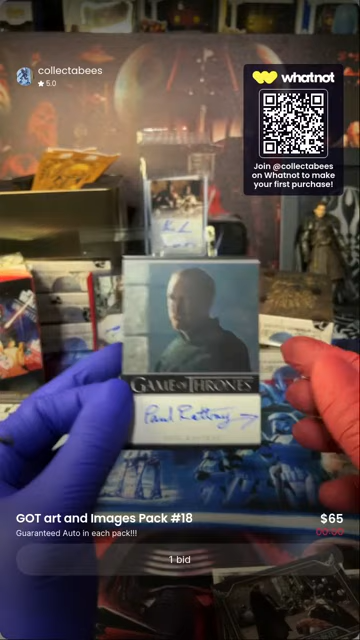 collectabees
★ 5.0
whatnot
Join @collectabees
on Whatnot to make
your first purchase!
GAME OF THRONES
Paul Rattray
GOT art and Images Pack #18
$65
Guaranteed Auto in each pack!!!
1 bid